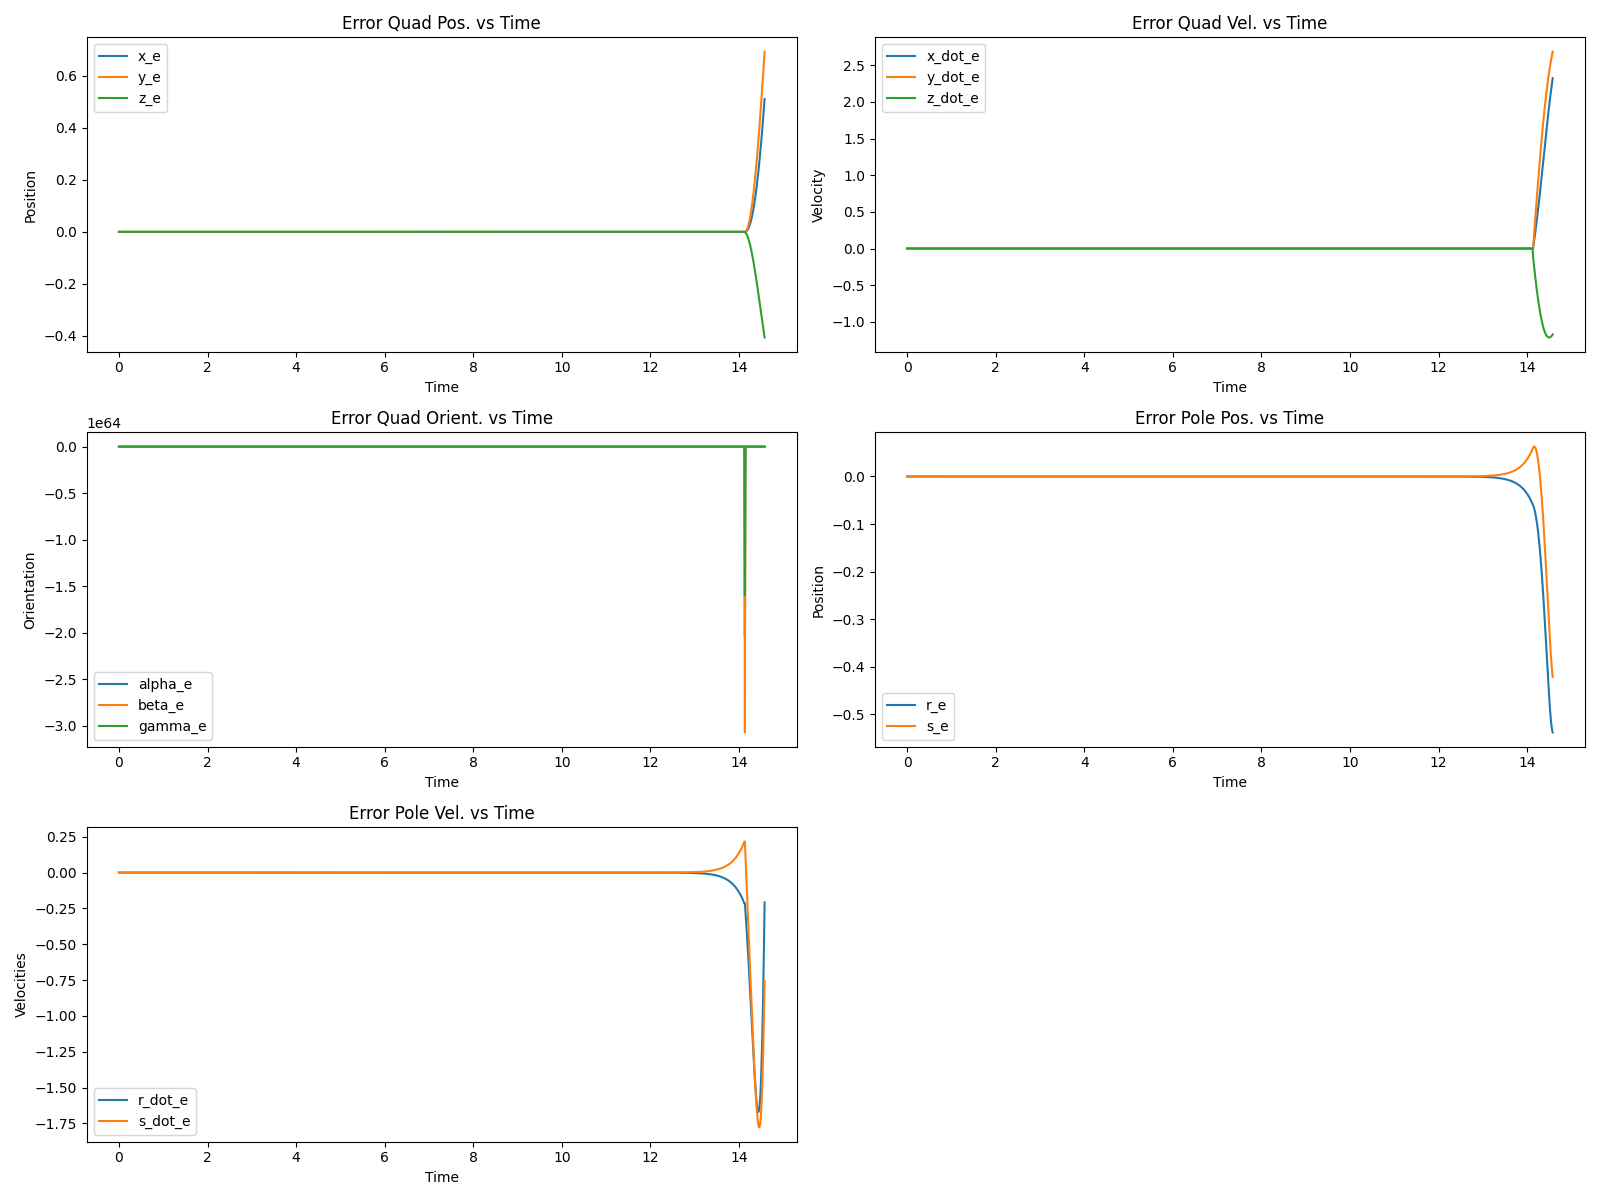 Error Quad Pos. vs Time
Position
0.6
0.4
0.2
0.0
−0.2
−0.4
x_e
y_e
z_e
0 2 4 6 8 10 12 14
Time
Error Quad Vel. vs Time
Velocity
2.5
2.0
1.5
1.0
0.5
0.0
−0.5
−1.0
x_dot_e
y_dot_e
z_dot_e
0 2 4 6 8 10 12 14
Time
Error Quad Orient. vs Time
1e64
Orientation
0.0
−0.5
−1.0
−1.5
−2.0
−2.5
−3.0
alpha_e
beta_e
gamma_e
0 2 4 6 8 10 12 14
Time
Error Pole Pos. vs Time
Position
0.0
−0.1
−0.2
−0.3
−0.4
−0.5
r_e
s_e
0 2 4 6 8 10 12 14
Time
Error Pole Vel. vs Time
Velocities
0.25
0.00
−0.25
−0.50
−0.75
−1.00
−1.25
−1.50
−1.75
r_dot_e
s_dot_e
0 2 4 6 8 10 12 14
Time